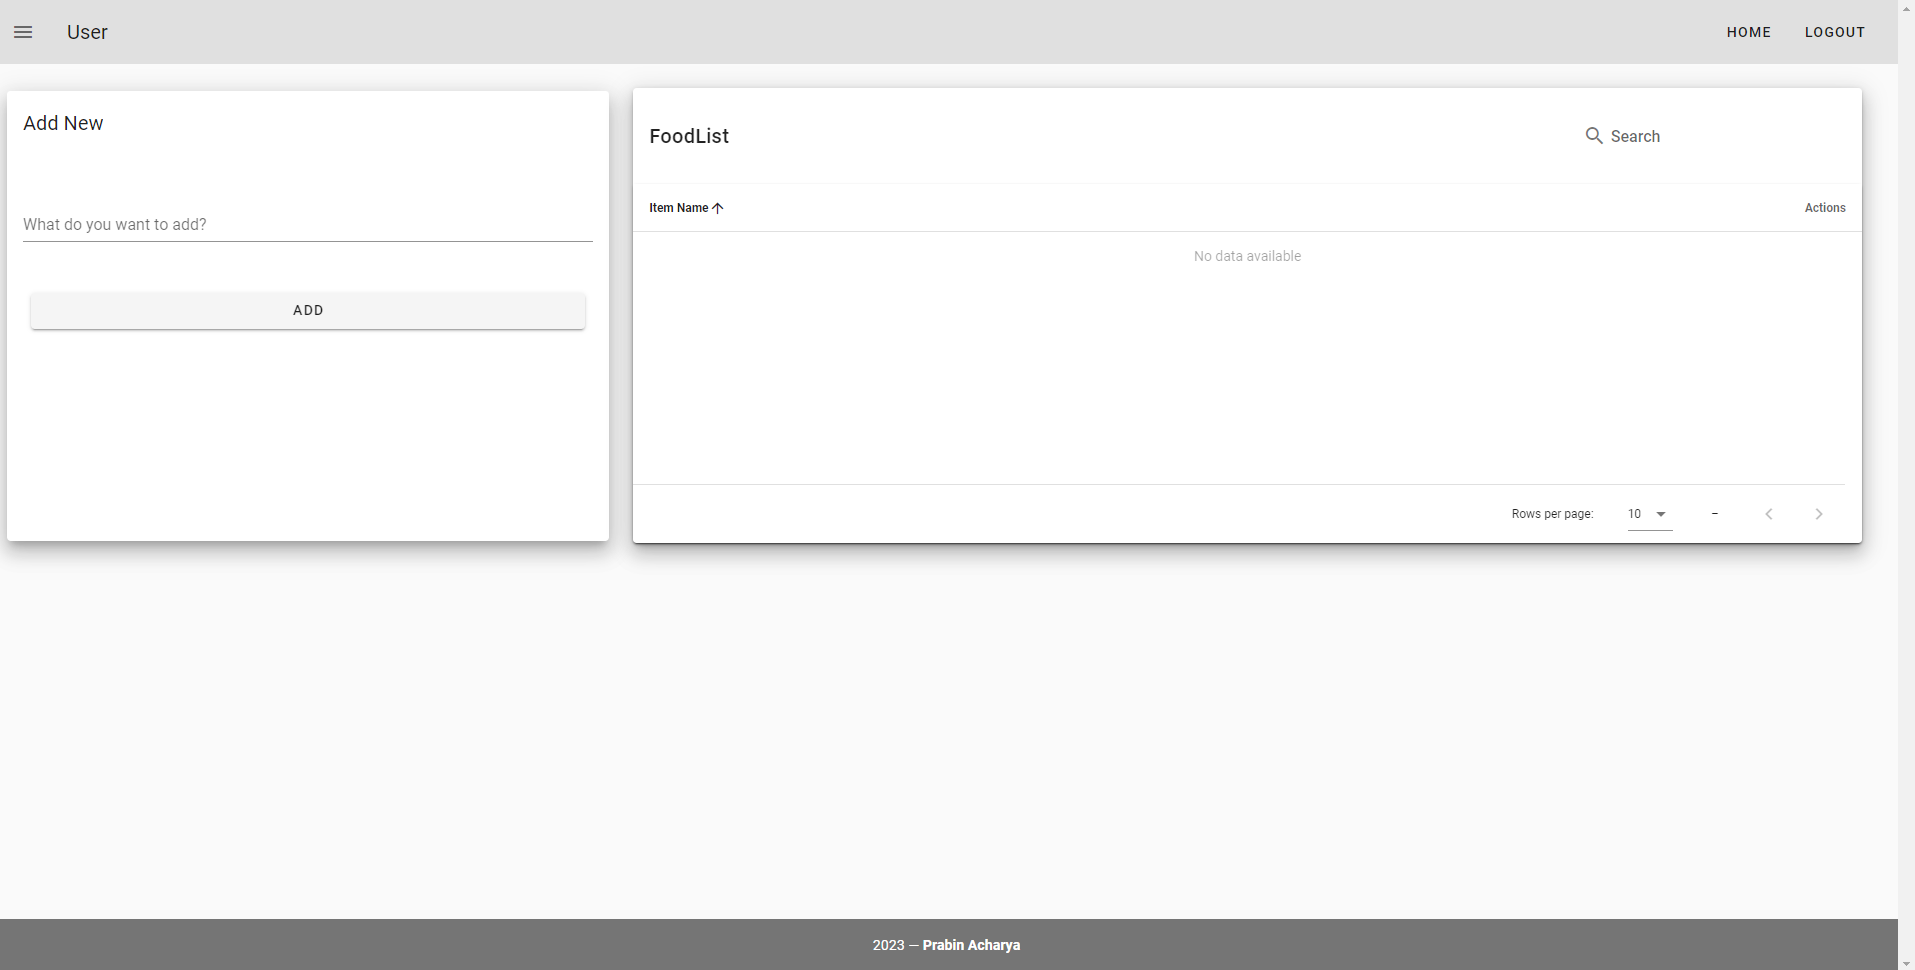 User
HOME
LOGOUT
Add New
What do you want to add?
ADD
FoodList
Search
Item Name
Actions
No data available
Rows per page:
10
–
2023 — Prabin Acharya